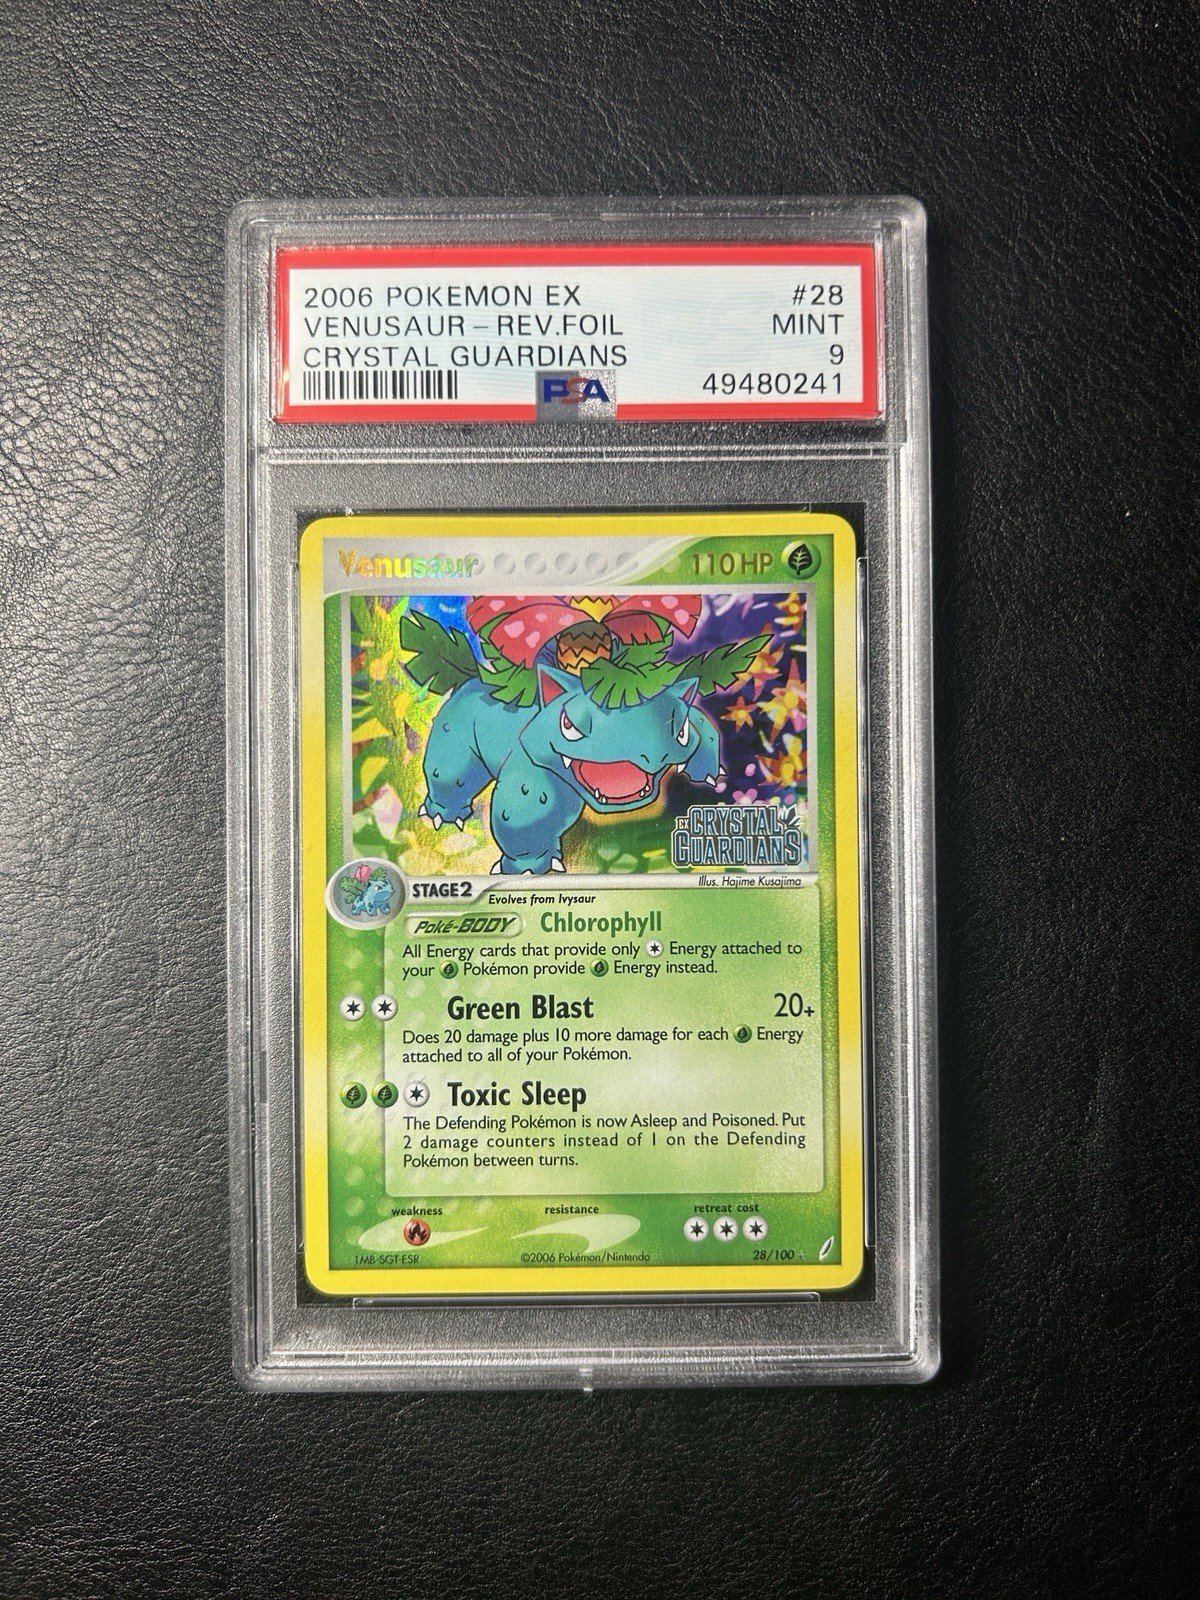 2006 POKEMON EX #28
VENUSAUR - REV.FOIL MINT
CRYSTAL GUARDIANS 9
PSA 49480241
Venusaur 110 HP
EX CRYSTAL
GUARDIANS
Illus. Hajime Kusajima
STAGE2 Evolves from Ivysaur
Poké-BODY Chlorophyll
All Energy cards that provide only Energy attached to
your Pokémon provide Energy instead.
Green Blast 20+
Does 20 damage plus 10 more damage for each Energy
attached to all of your Pokémon.
Toxic Sleep
The Defending Pokémon is now Asleep and Poisoned. Put
2 damage counters instead of 1 on the Defending
Pokémon between turns.
weakness resistance retreat cost
1MB-SGT-ESR ©2006 Pokémon/Nintendo 28/100